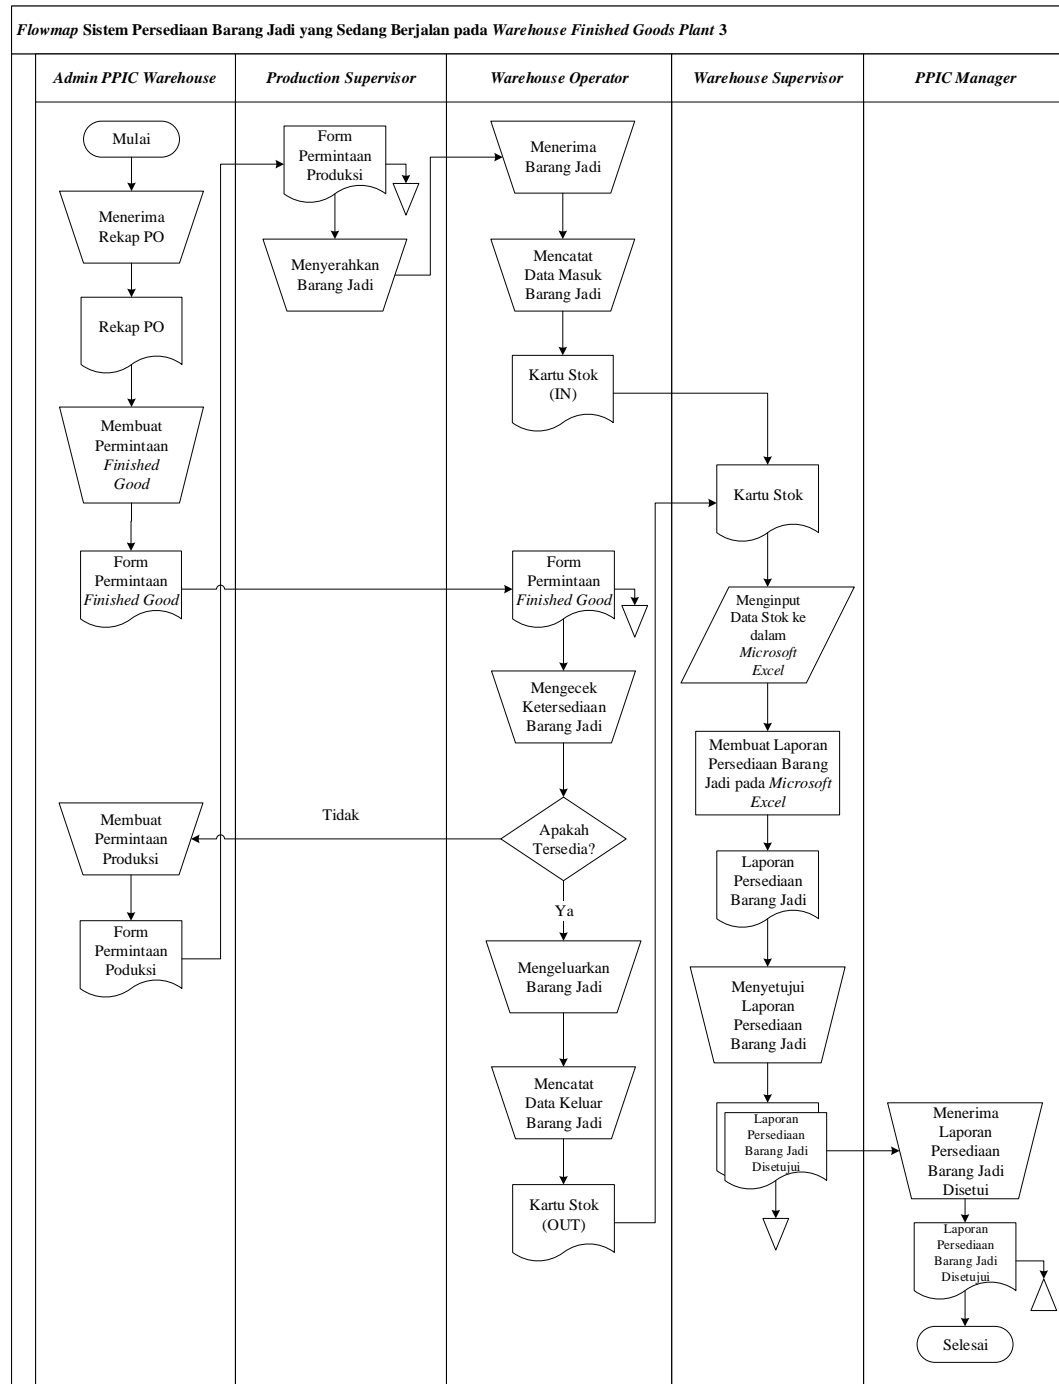 Flowmap Sistem Persediaan Barang Jadi yang Sedang Berjalan pada Warehouse Finished Goods Plant 3
Admin PPIC Warehouse
Production Supervisor
Warehouse Operator
Warehouse Supervisor
PPIC Manager
Mulai
Menerima
Rekap PO
Rekap PO
Membuat
Permintaan
Finished
Good
Form
Permintaan
Finished Good
Membuat
Permintaan
Produksi
Form
Permintaan
Poduksi
Form
Permintaan
Produksi
Menyerahkan
Barang Jadi
Tidak
Menerima
Barang Jadi
Mencatat
Data Masuk
Barang Jadi
Kartu Stok
(IN)
Form
Permintaan
Finished Good
Mengecek
Ketersediaan
Barang Jadi
Apakah
Tersedia?
Ya
Mengeluarkan
Barang Jadi
Mencatat
Data Keluar
Barang Jadi
Kartu Stok
(OUT)
Kartu Stok
Menginput
Data Stok ke
dalam
Microsoft
Excel
Membuat Laporan
Persediaan Barang
Jadi pada Microsoft
Excel
Laporan
Persediaan
Barang Jadi
Menyetujui
Laporan
Persediaan
Barang Jadi
Laporan
Persediaan
Barang Jadi
Disetujui
Menerima
Laporan
Persediaan
Barang Jadi
Disetui
Laporan
Persediaan
Barang Jadi
Disetujui
Selesai